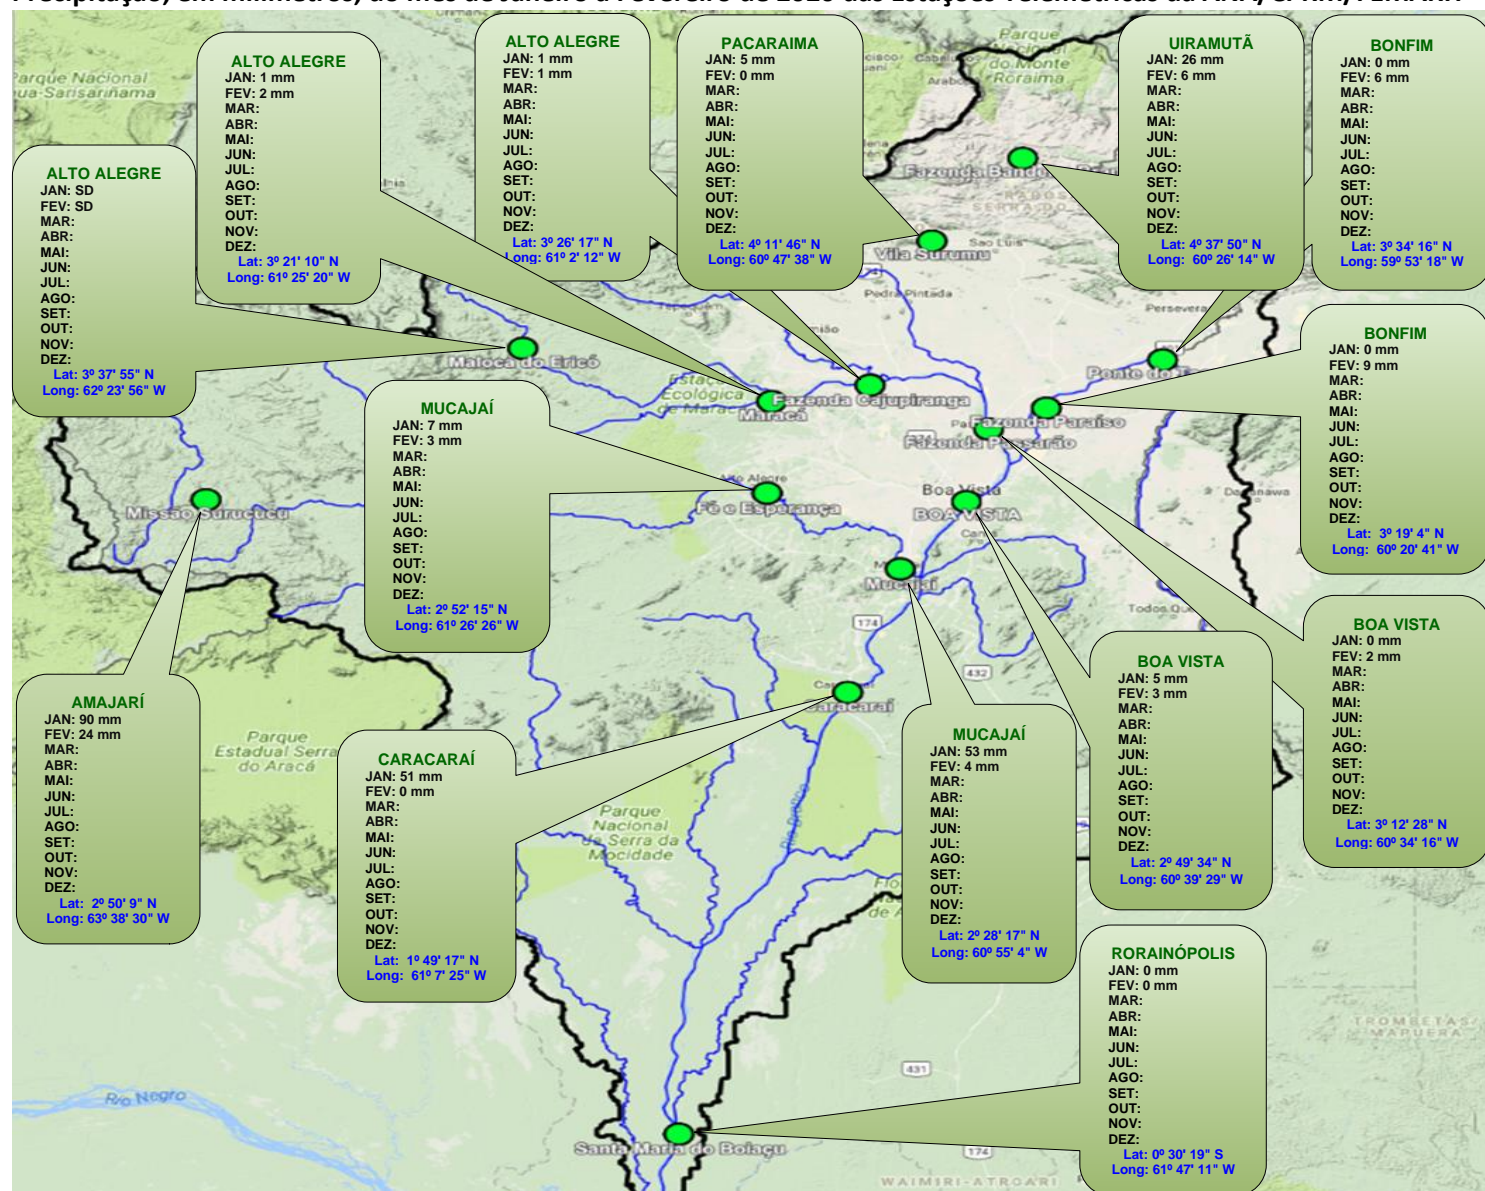 ALTO ALEGRE
JAN: 1 mm
FEV: 2 mm
MAR:
ABR:
MAI:
JUN:
JUL:
AGO:
SET:
OUT:
NOV:
DEZ:
Lat: 3º 21' 10" N
Long: 61º 25' 20" W
ALTO ALEGRE
JAN: 1 mm
FEV: 1 mm
MAR:
ABR:
MAI:
JUN:
JUL:
AGO:
SET:
OUT:
NOV:
DEZ:
Lat: 3º 26' 17" N
Long: 61º 2' 12" W
PACARAIMA
JAN: 5 mm
FEV: 0 mm
MAR:
ABR:
MAI:
JUN:
JUL:
AGO:
SET:
OUT:
NOV:
DEZ:
Lat: 4º 11' 46" N
Long: 60º 47' 38" W
UIRAMUTÃ
JAN: 26 mm
FEV: 6 mm
MAR:
ABR:
MAI:
JUN:
JUL:
AGO:
SET:
OUT:
NOV:
DEZ:
Lat: 4º 37' 50" N
Long: 60º 26' 14" W
BONFIM
JAN: 0 mm
FEV: 6 mm
MAR:
ABR:
MAI:
JUN:
JUL:
AGO:
SET:
OUT:
NOV:
DEZ:
Lat: 3º 34' 16" N
Long: 59º 53' 18" W
ALTO ALEGRE
JAN: SD
FEV: SD
MAR:
ABR:
MAI:
JUN:
JUL:
AGO:
SET:
OUT:
NOV:
DEZ:
Lat: 3º 37' 55" N
Long: 62º 23' 56" W
BONFIM
JAN: 0 mm
FEV: 9 mm
MAR:
ABR:
MAI:
JUN:
JUL:
AGO:
SET:
OUT:
NOV:
DEZ:
Lat: 3º 19' 4" N
Long: 60º 20' 41" W
MUCAJAÍ
JAN: 7 mm
FEV: 3 mm
MAR:
ABR:
MAI:
JUN:
JUL:
AGO:
SET:
OUT:
NOV:
DEZ:
Lat: 2º 52' 15" N
Long: 61º 26' 26" W
BOA VISTA
JAN: 0 mm
FEV: 2 mm
MAR:
ABR:
MAI:
JUN:
JUL:
AGO:
SET:
OUT:
NOV:
DEZ:
Lat: 3º 12' 28" N
Long: 60º 34' 16" W
BOA VISTA
JAN: 5 mm
FEV: 3 mm
MAR:
ABR:
MAI:
JUN:
JUL:
AGO:
SET:
OUT:
NOV:
DEZ:
Lat: 2º 49' 34" N
Long: 60º 39' 29" W
AMAJARÍ
JAN: 90 mm
FEV: 24 mm
MAR:
ABR:
MAI:
JUN:
JUL:
AGO:
SET:
OUT:
NOV:
DEZ:
Lat: 2º 50' 9" N
Long: 63º 38' 30" W
MUCAJAÍ
JAN: 53 mm
FEV: 4 mm
MAR:
ABR:
MAI:
JUN:
JUL:
AGO:
SET:
OUT:
NOV:
DEZ:
Lat: 2º 28' 17" N
Long: 60º 55' 4" W
CARACARAÍ
JAN: 51 mm
FEV: 0 mm
MAR:
ABR:
MAI:
JUN:
JUL:
AGO:
SET:
OUT:
NOV:
DEZ:
Lat: 1º 49' 17" N
Long: 61º 7' 25" W
RORAINÓPOLIS
JAN: 0 mm
FEV: 0 mm
MAR:
ABR:
MAI:
JUN:
JUL:
AGO:
SET:
OUT:
NOV:
DEZ:
Lat: 0º 30' 19" S
Long: 61º 47' 11" W
Parque
do Monte
Roraima
Parque Nacional
Vila Surumu
Sao Luis
Pedra Pintada
Maloca do Ericó
Ponte do
Fazenda Cajupiranga
Maracá
Fazenda Paraíso
Fazenda Passarão
Missão Surucucu
Fé e Esperança
Boa Vista
BOA VISTA
Mucajaí
174
432
Caracaraí
Parque
Estadual Serra
do Aracá
Parque
Nacional
da Serra da
Mocidade
Rio Branco
Rio Negro
431
174
Santa Maria do Boiaçu
TROMBETAS/
MAPUERA
WAIMIRI-ATROARI